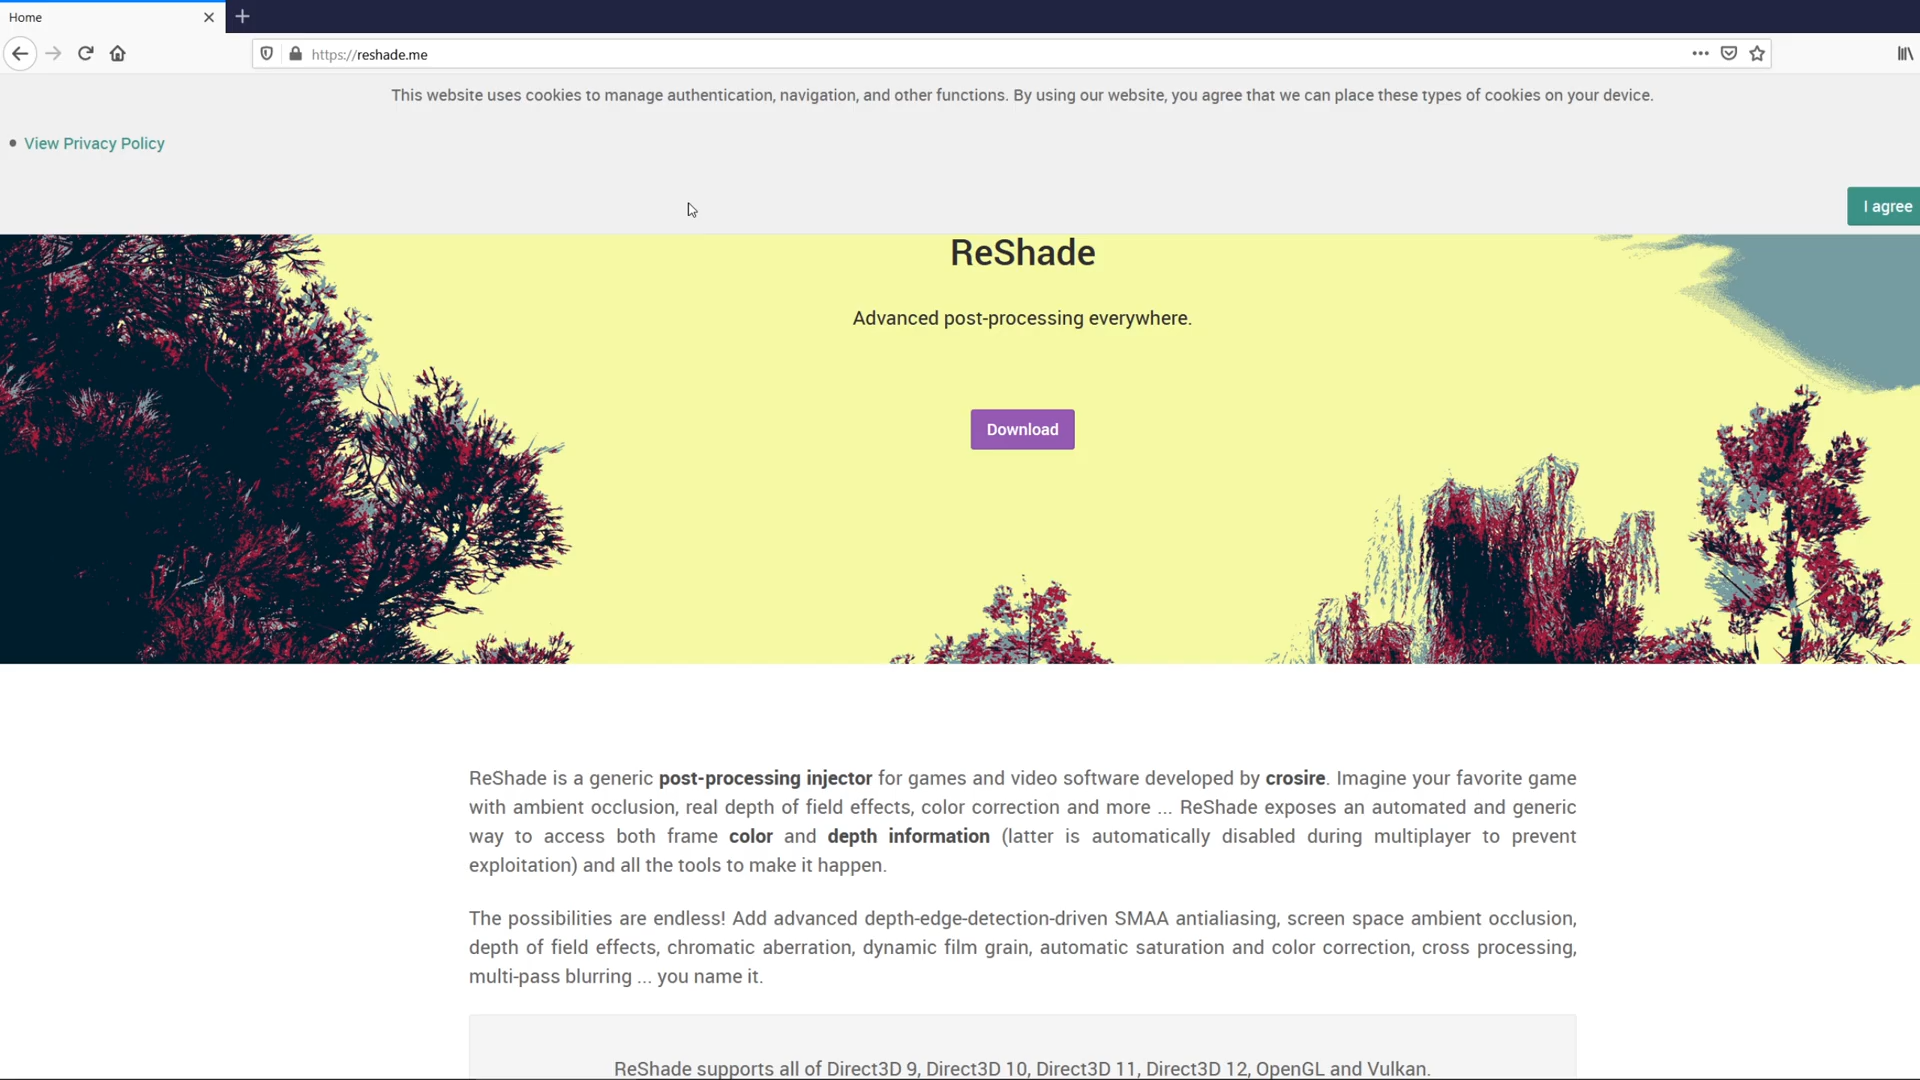 Home
https://reshade.me
This website uses cookies to manage authentication, navigation, and other functions. By using our website, you agree that we can place these types of cookies on your device.
View Privacy Policy
I agree
ReShade
Advanced post-processing everywhere.
Download
ReShade is a generic post-processing injector for games and video software developed by crosire. Imagine your favorite game
with ambient occlusion, real depth of field effects, color correction and more ... ReShade exposes an automated and generic
way to access both frame color and depth information (latter is automatically disabled during multiplayer to prevent
exploitation) and all the tools to make it happen.
The possibilities are endless! Add advanced depth-edge-detection-driven SMAA antialiasing, screen space ambient occlusion,
depth of field effects, chromatic aberration, dynamic film grain, automatic saturation and color correction, cross processing,
multi-pass blurring ... you name it.
ReShade supports all of Direct3D 9, Direct3D 10, Direct3D 11, Direct3D 12, OpenGL and Vulkan.